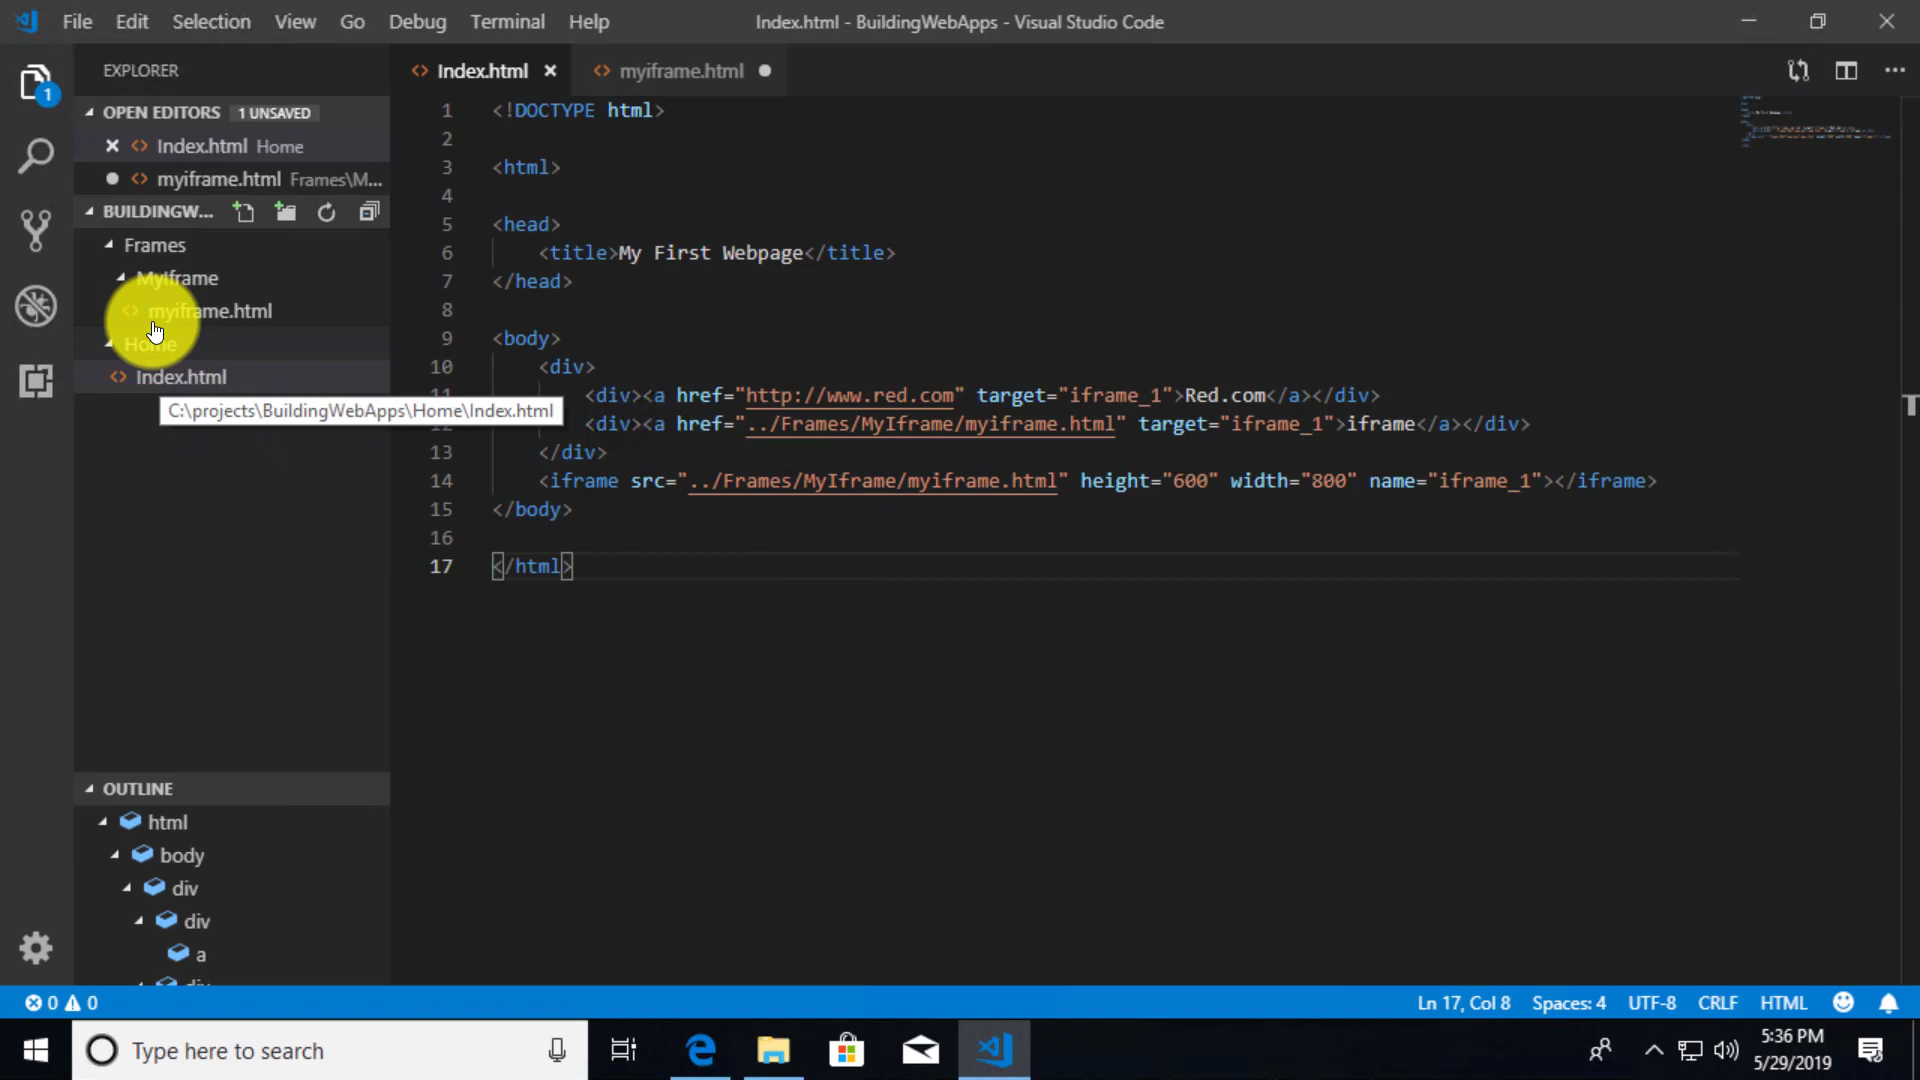 File Edit Selection View Go Debug Terminal Help
Index.html - BuildingWebApps - Visual Studio Code
EXPLORER
Index.html
myiframe.html
OPEN EDITORS 1 UNSAVED
Index.html Home
myiframe.html Frames\M...
BUILDINGW...
Frames
MyIframe
myiframe.html
Home
Index.html
C:\projects\BuildingWebApps\Home\Index.html
1 <!DOCTYPE html>
2
3 <html>
4
5 <head>
6 <title>My First Webpage</title>
7 </head>
8
9 <body>
10 <div>
11 <div><a href="http://www.red.com" target="iframe_1">Red.com</a></div>
12 <div><a href="../Frames/MyIframe/myiframe.html" target="iframe_1">iframe</a></div>
13 </div>
14 <iframe src="../Frames/MyIframe/myiframe.html" height="600" width="800" name="iframe_1"></iframe>
15 </body>
16
17 </html>
OUTLINE
html
body
div
div
a
1
0 0
Ln 17, Col 8 Spaces: 4 UTF-8 CRLF HTML
Type here to search
5:36 PM
5/29/2019